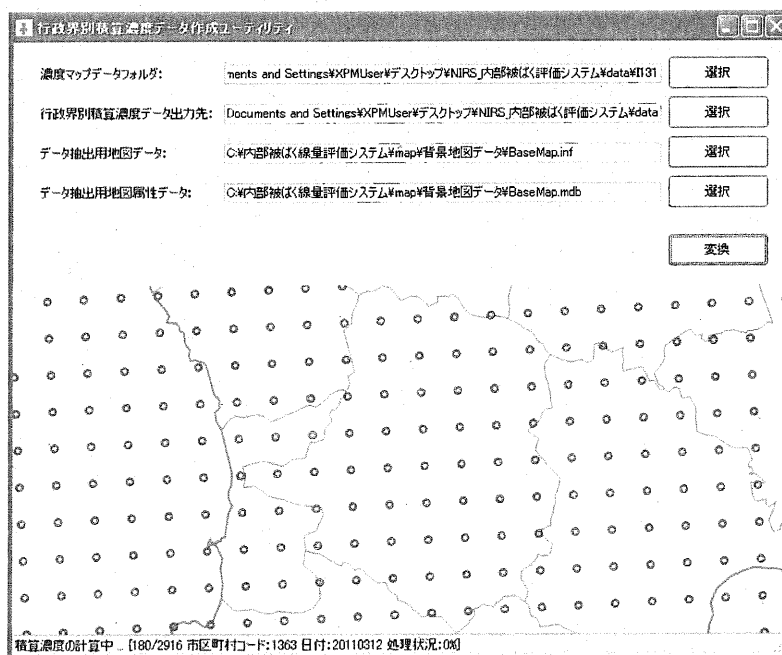 行政界別積算濃度データ作成ユーティリティ
濃度マップデータフォルダ: ments and Settings¥XPMUser¥デスクトップ¥NIRS_内部被ばく評価システム¥data¥I131 選択
行政界別積算濃度データ出力先: Documents and Settings¥XPMUser¥デスクトップ¥NIRS_内部被ばく評価システム¥data 選択
データ抽出用地図データ: C:¥内部被ばく線量評価システム¥map¥背景地図データ¥BaseMap.inf 選択
データ抽出用地図属性データ: C:¥内部被ばく線量評価システム¥map¥背景地図データ¥BaseMap.mdb 選択
変換
積算濃度の計算中 ... [180/2916 市区町村コード:1363 日付:20110312 処理状況:0%]